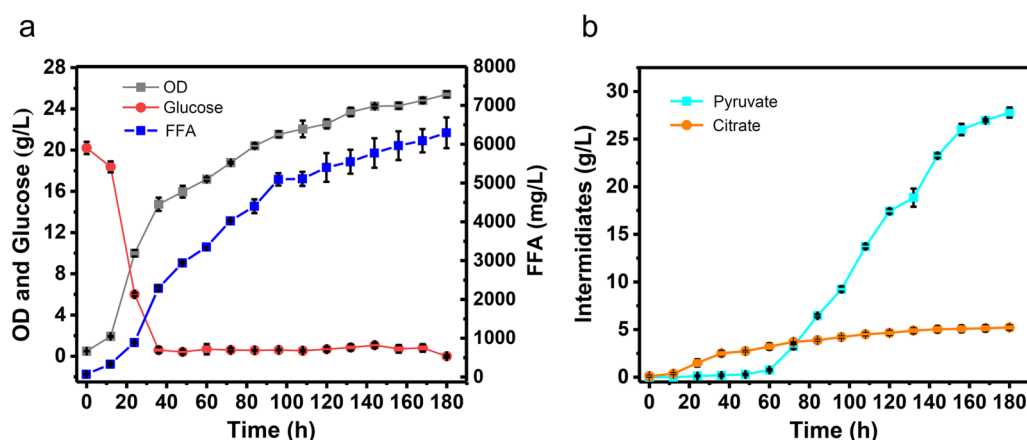 a
OD and Glucose (g/L)
28
24
20
16
12
8
4
0
OD
Glucose
FFA
8000
7000
6000
5000
4000
3000
2000
1000
0
FFA (mg/L)
0 20 40 60 80 100 120 140 160 180
Time (h)
b
Intermidiates (g/L)
30
25
20
15
10
5
0
Pyruvate
Citrate
0 20 40 60 80 100 120 140 160 180
Time (h)